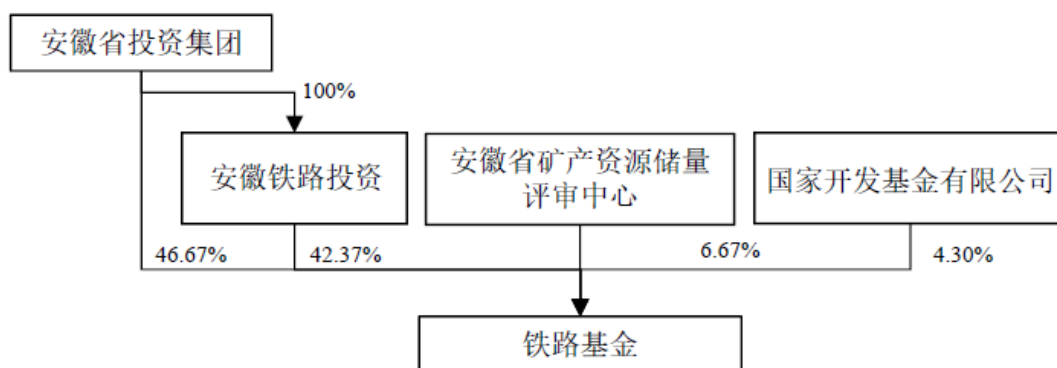 安徽省投资集团
100%
安徽铁路投资
安徽省矿产资源储量
评审中心
国家开发基金有限公司
46.67%
42.37%
6.67%
4.30%
铁路基金